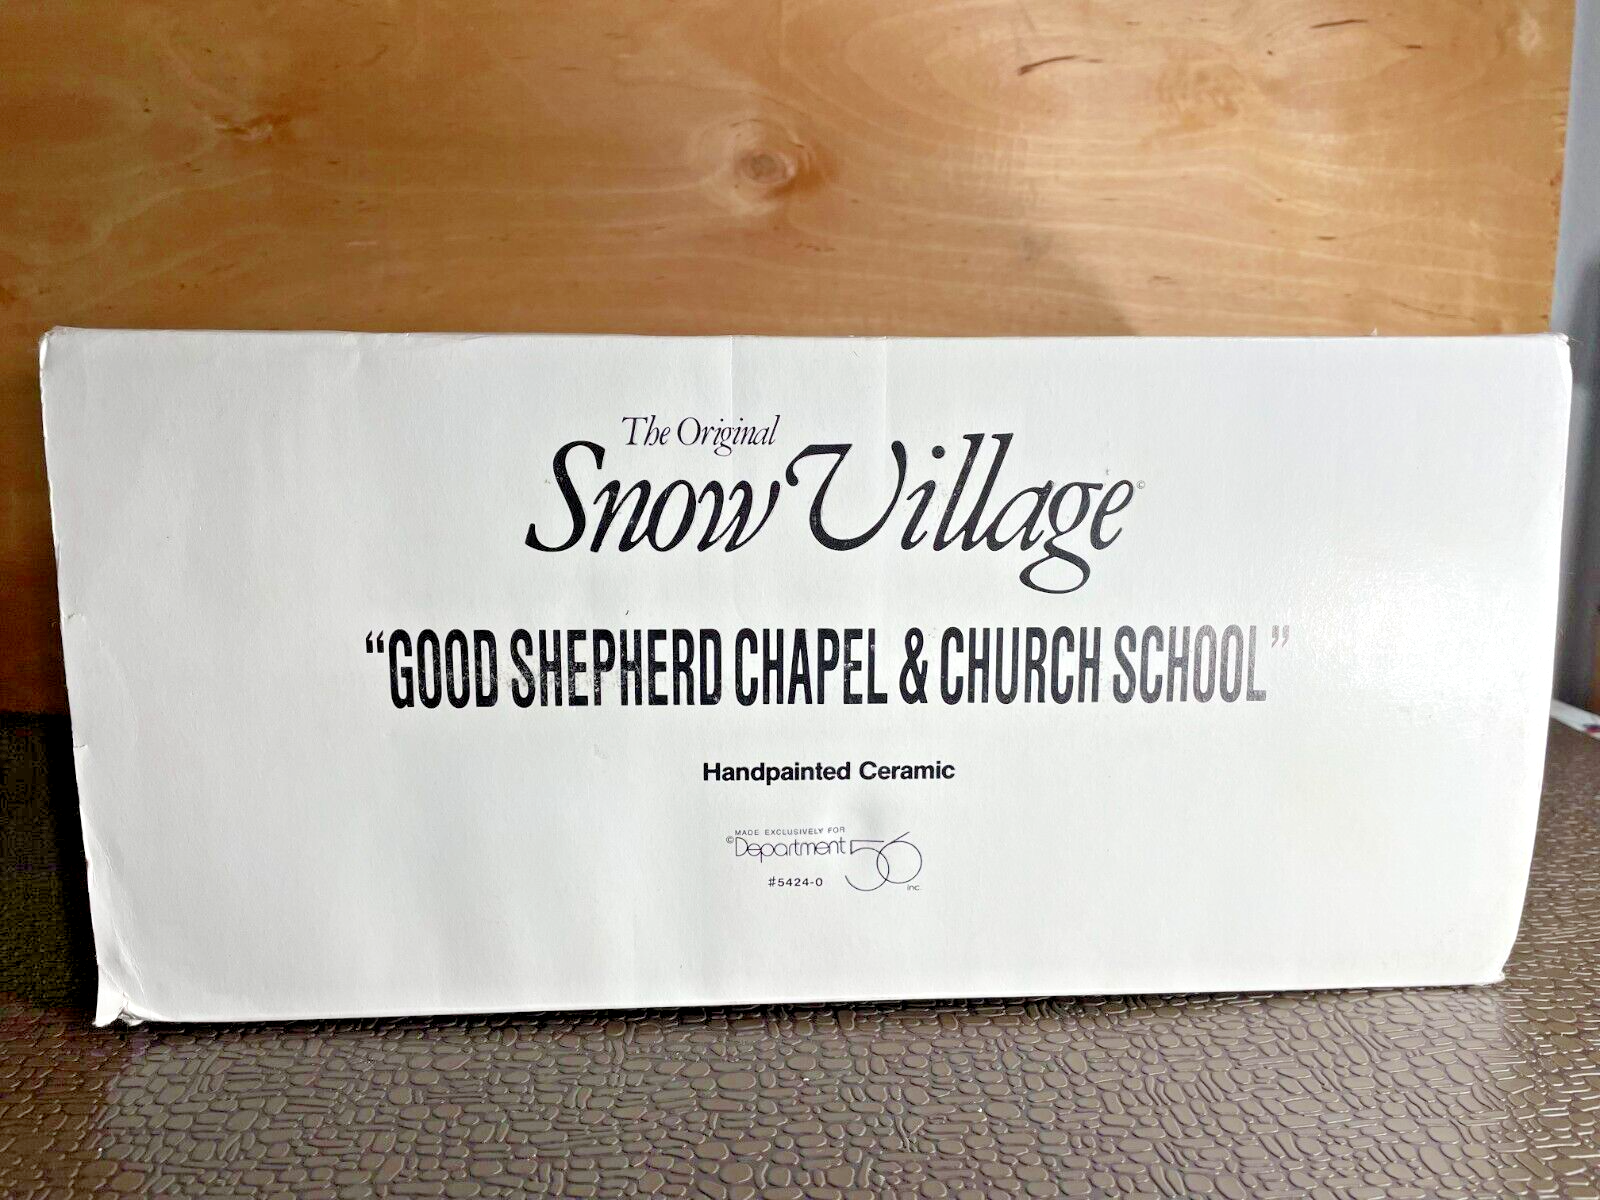 The Original
Snow Village©
“GOOD SHEPHERD CHAPEL & CHURCH SCHOOL”
Handpainted Ceramic
MADE EXCLUSIVELY FOR
©Department 56
#5424-0
inc.